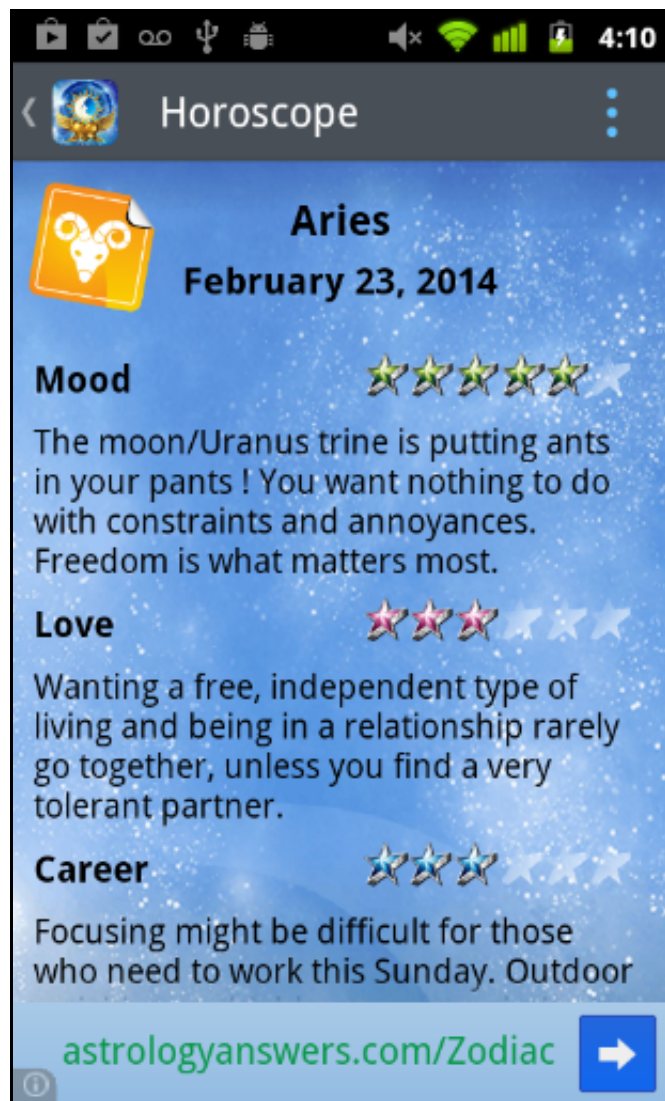 4:10
Horoscope
Aries
February 23, 2014
Mood
The moon/Uranus trine is putting ants
in your pants ! You want nothing to do
with constraints and annoyances.
Freedom is what matters most.
Love
Wanting a free, independent type of
living and being in a relationship rarely
go together, unless you find a very
tolerant partner.
Career
Focusing might be difficult for those
who need to work this Sunday. Outdoor
astrologyanswers.com/Zodiac